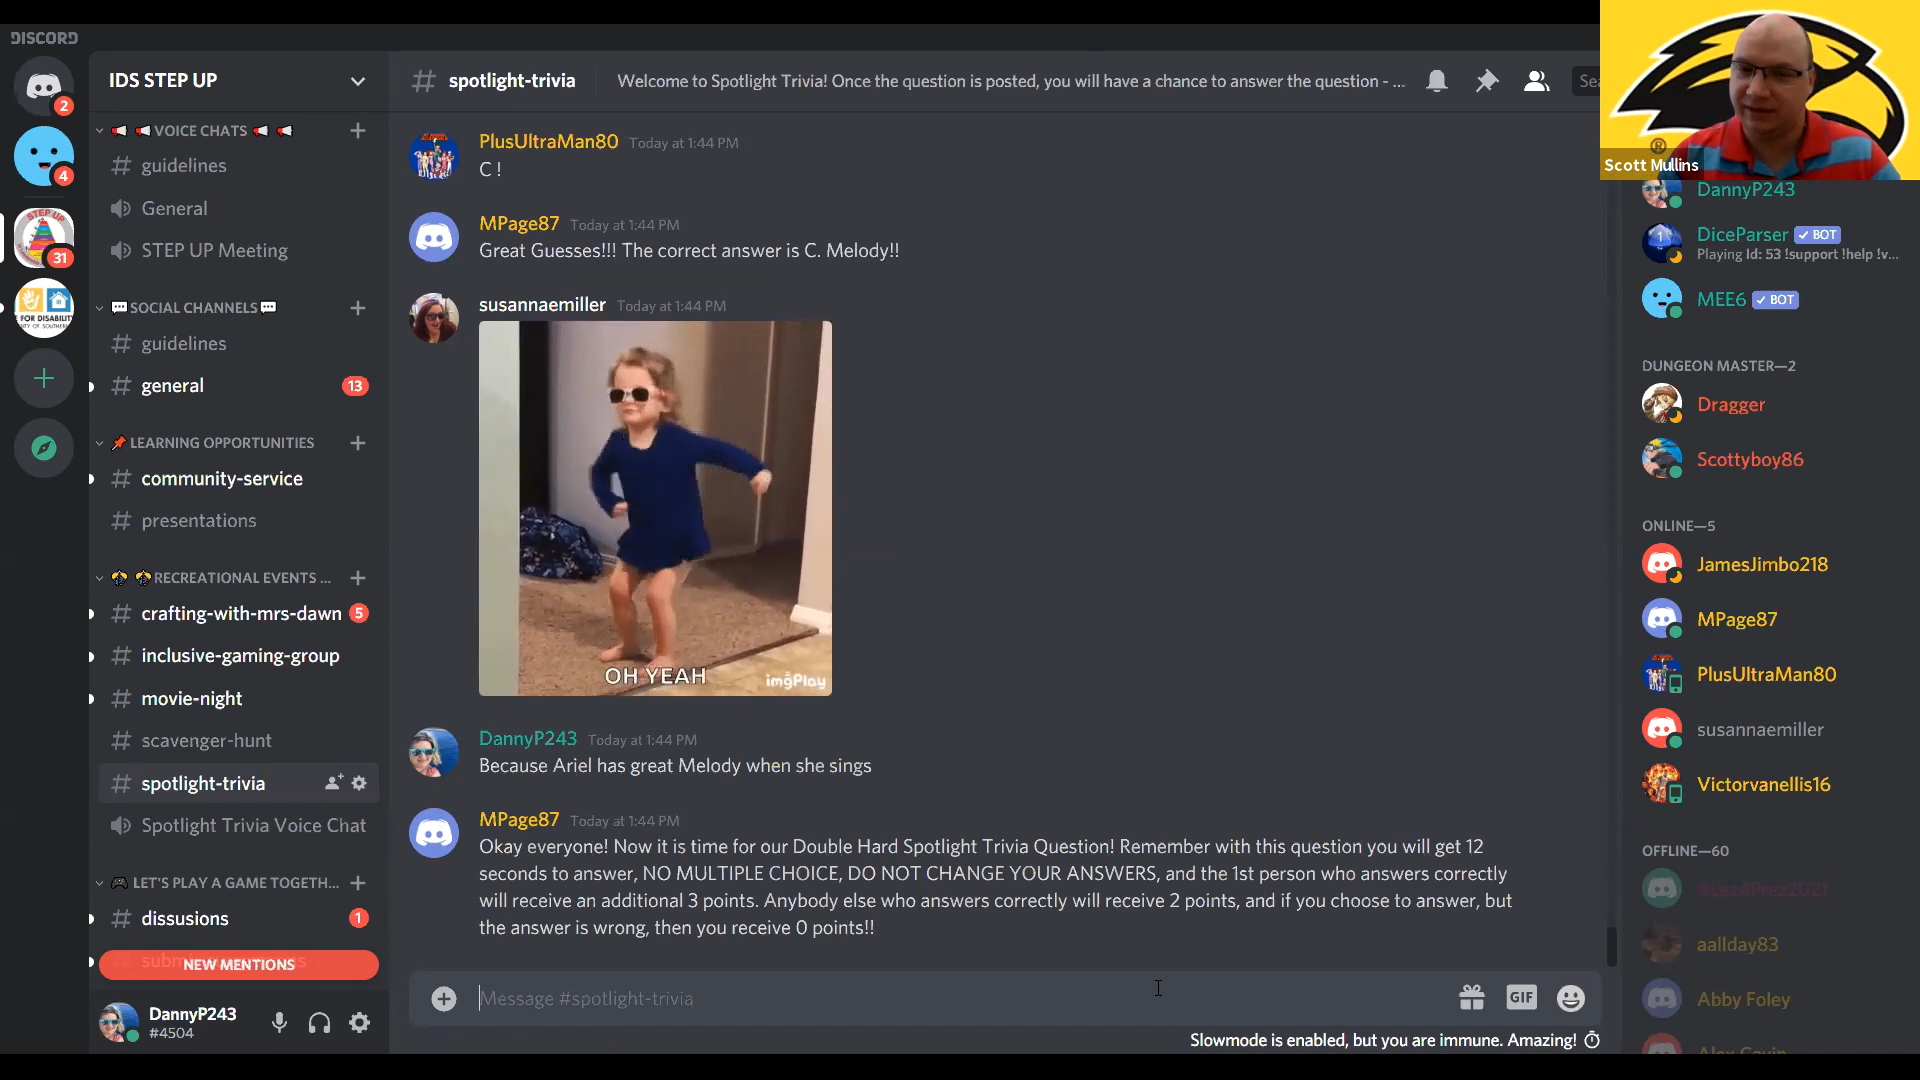 DISCORD
2
4
STEP UP
31
FOR DISABILITY
IDS STEP UP
VOICE CHATS
guidelines
General
STEP UP Meeting
SOCIAL CHANNELS
guidelines
general
13
LEARNING OPPORTUNITIES
community-service
presentations
RECREATIONAL EVENTS ...
crafting-with-mrs-dawn
5
inclusive-gaming-group
movie-night
scavenger-hunt
spotlight-trivia
Spotlight Trivia Voice Chat
LET'S PLAY A GAME TOGETH...
dissusions
1
NEW MENTIONS
DannyP243
#4504
spotlight-trivia
Welcome to Spotlight Trivia! Once the question is posted, you will have a chance to answer the question - ...
Sea
PlusUltraMan80 Today at 1:44 PM
C !
MPage87 Today at 1:44 PM
Great Guesses!!! The correct answer is C. Melody!!
susannaemiller Today at 1:44 PM
OH YEAH
imgPlay
DannyP243 Today at 1:44 PM
Because Ariel has great Melody when she sings
MPage87 Today at 1:44 PM
Okay everyone! Now it is time for our Double Hard Spotlight Trivia Question! Remember with this question you will get 12
seconds to answer, NO MULTIPLE CHOICE, DO NOT CHANGE YOUR ANSWERS, and the 1st person who answers correctly
will receive an additional 3 points. Anybody else who answers correctly will receive 2 points, and if you choose to answer, but
the answer is wrong, then you receive 0 points!!
Message #spotlight-trivia
GIF
Slowmode is enabled, but you are immune. Amazing!
Scott Mullins
DannyP243
DiceParser BOT
Playing Id: 53 !support !help !v...
MEE6 BOT
DUNGEON MASTER—2
Dragger
Scottyboy86
ONLINE—5
JamesJimbo218
MPage87
PlusUltraMan80
susannaemiller
Victorvanellis16
OFFLINE—60
#Lee4Prez2021
aallday83
Abby Foley
Alex Gavin